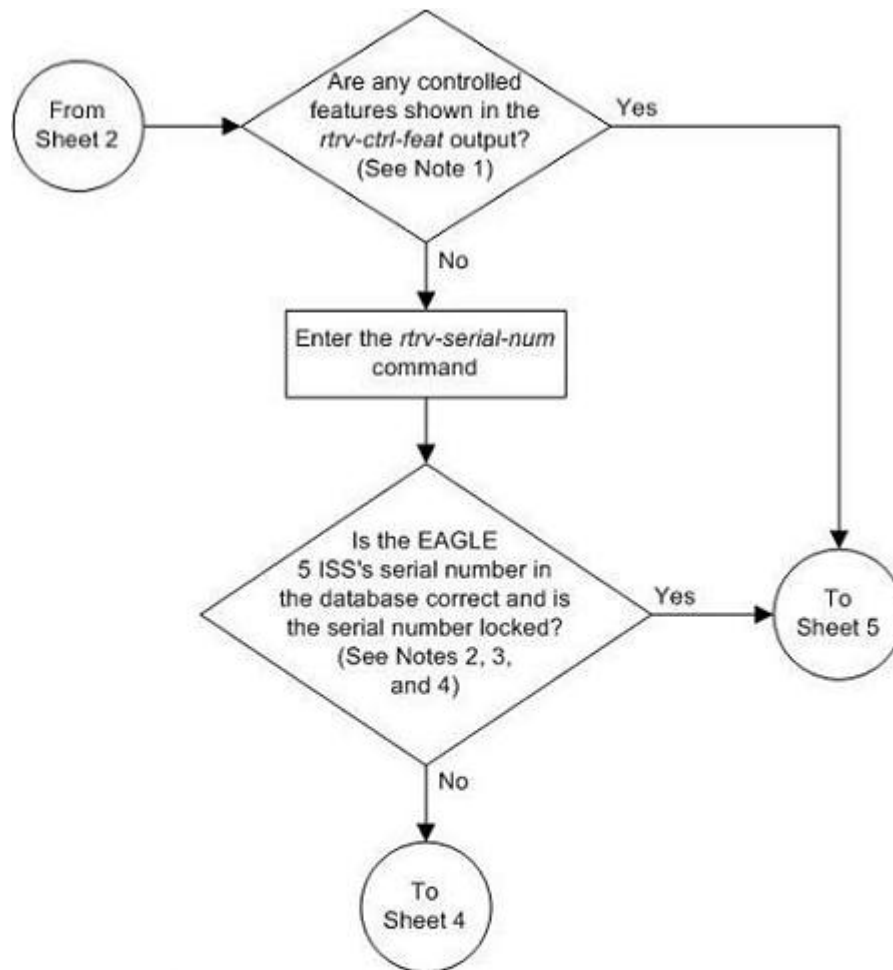 From
Sheet 2
Are any controlled
features shown in the
rtrv-ctrl-feat output?
(See Note 1)
Yes
No
Enter the rtrv-serial-num
command
Is the EAGLE
5 ISS's serial number in
the database correct and is
the serial number locked?
(See Notes 2, 3,
and 4)
Yes
To
Sheet 5
No
To
Sheet 4